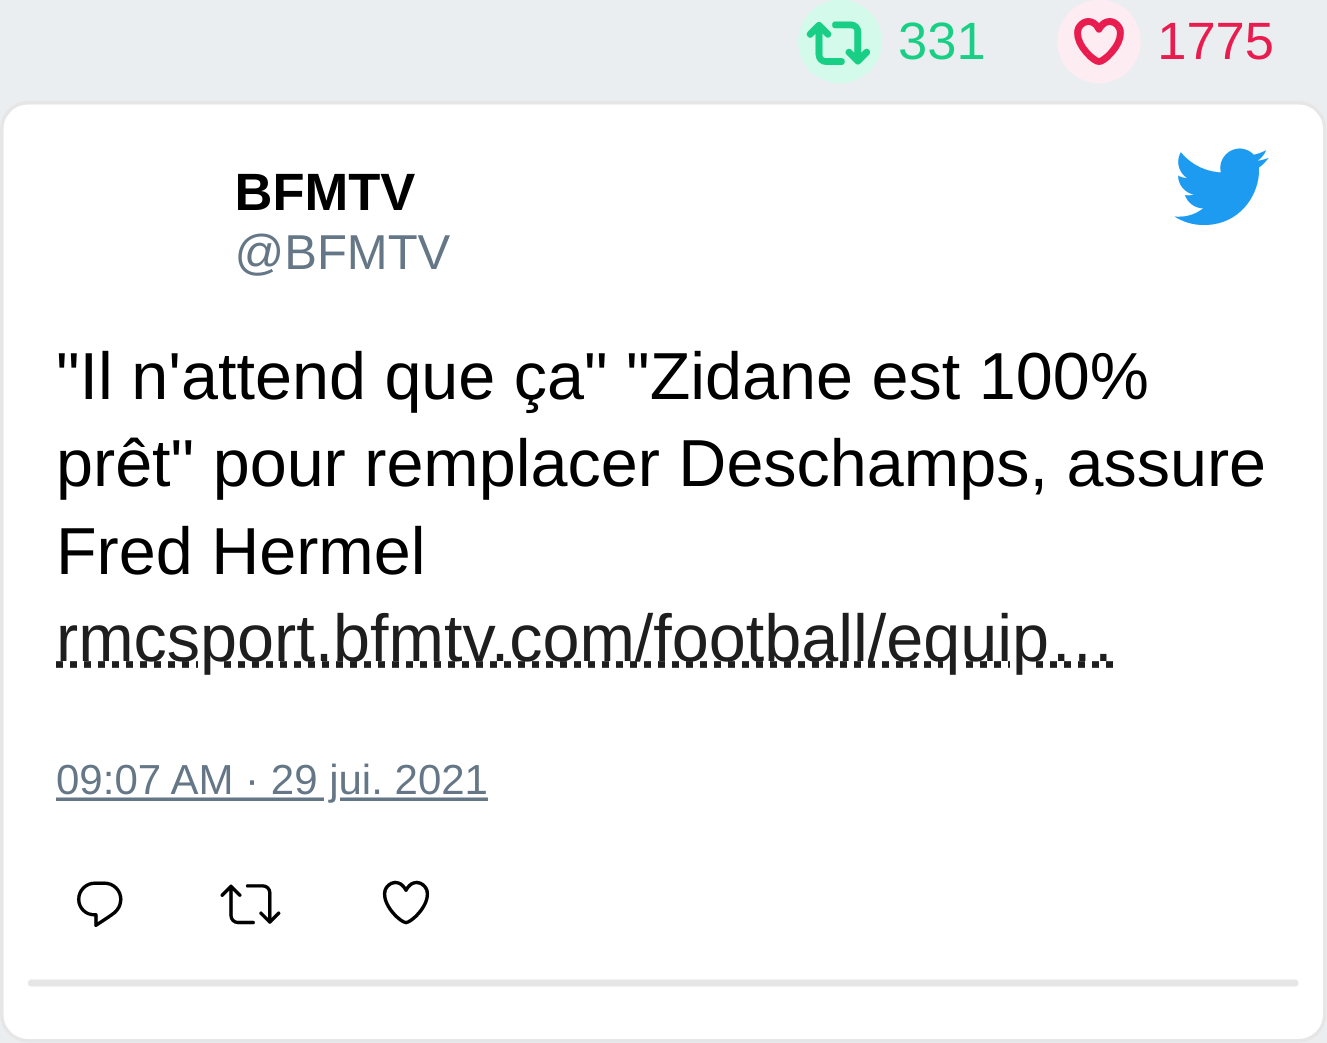 331 1775
BFMTV
@BFMTV
"Il n'attend que ça" "Zidane est 100%
prêt" pour remplacer Deschamps, assure
Fred Hermel
rmcsport.bfmtv.com/football/equip…
09:07 AM · 29 jui. 2021